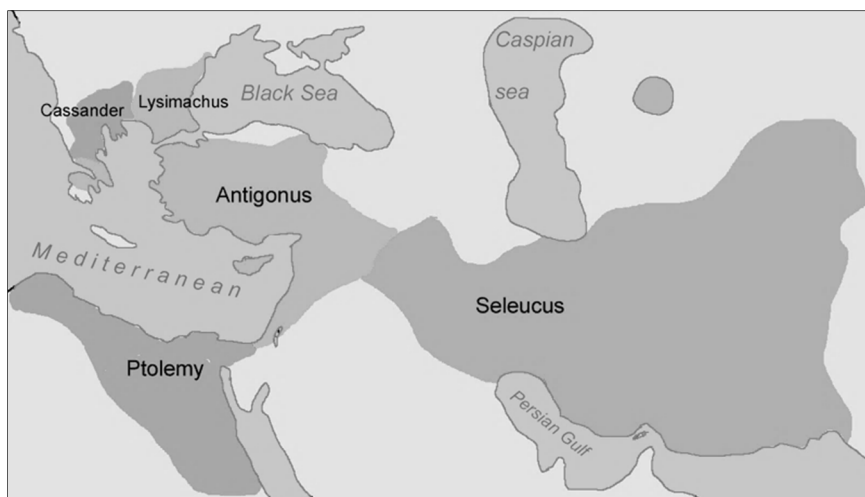 Caspian
sea
Black Sea
Lysimachus
Cassander
Antigonus
Mediterranean
Seleucus
Ptolemy
Persian Gulf